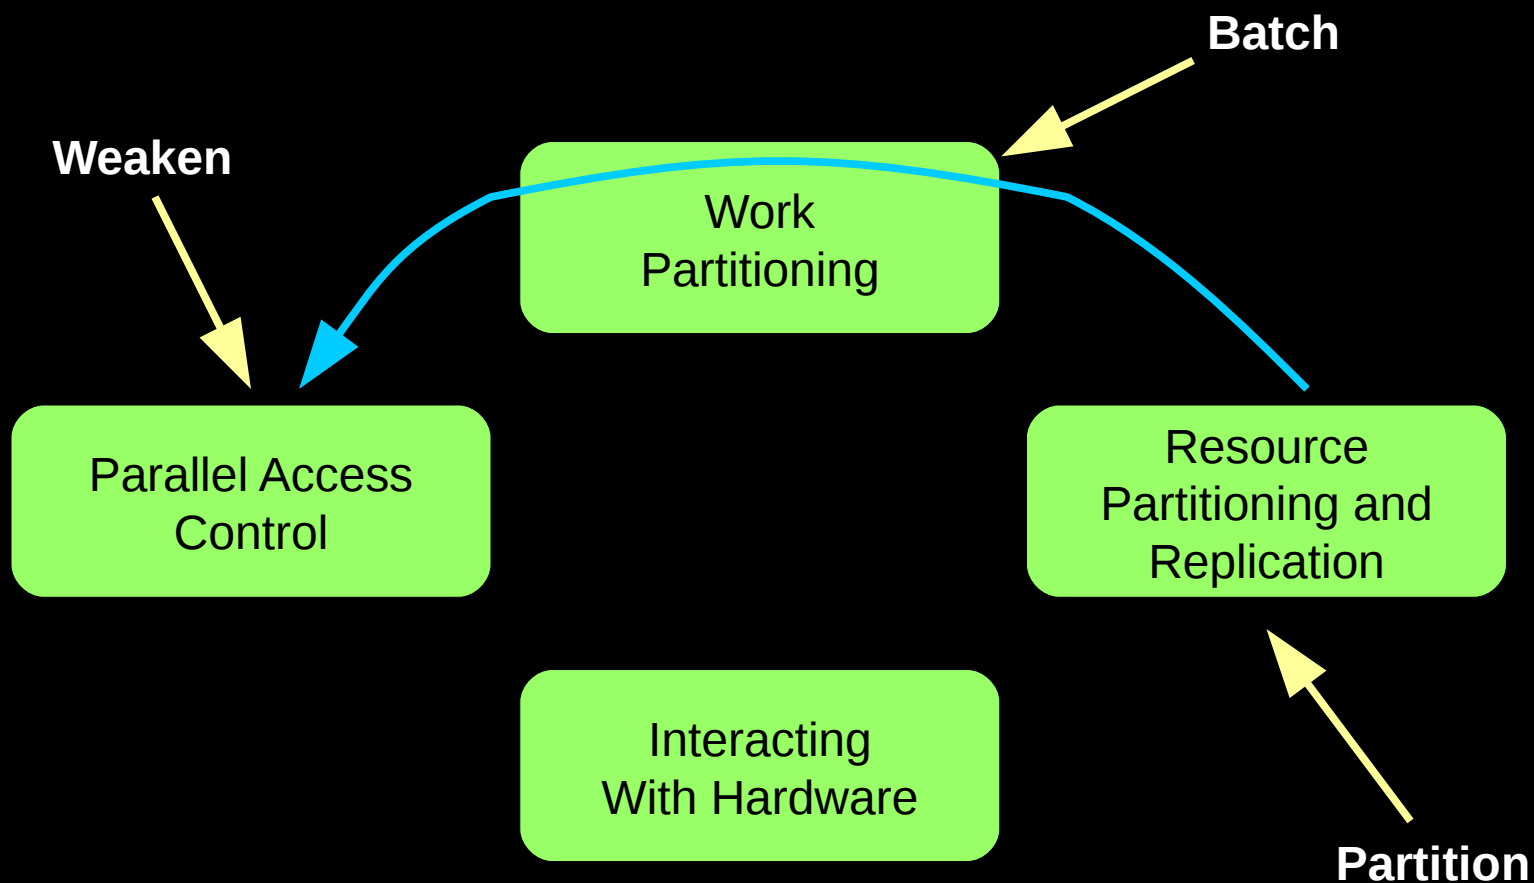 Batch
Weaken
Work
Partitioning
Parallel Access
Control
Resource
Partitioning and
Replication
Interacting
With Hardware
Partition